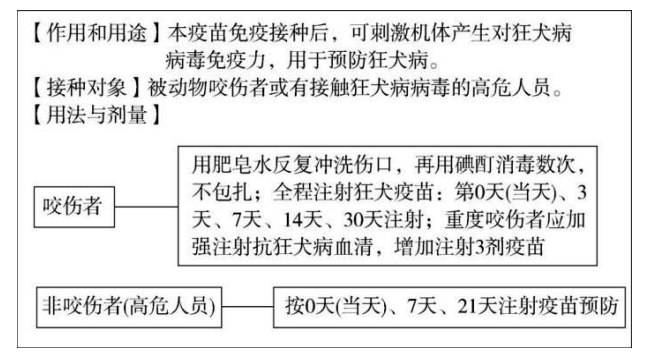 【作用和用途】本疫苗免疫接种后，可刺激机体产生对狂犬病
病毒免疫力，用于预防狂犬病。
【接种对象】被动物咬伤者或有接触狂犬病病毒的高危人员。
【用法与剂量】
咬伤者
用肥皂水反复冲洗伤口，再用碘酊消毒数次，
不包扎；全程注射狂犬疫苗：第0天(当天)、3
天、7天、14天、30天注射；重度咬伤者应加
强注射抗狂犬病血清，增加注射3剂疫苗
非咬伤者(高危人员)
按0天(当天)、7天、21天注射疫苗预防